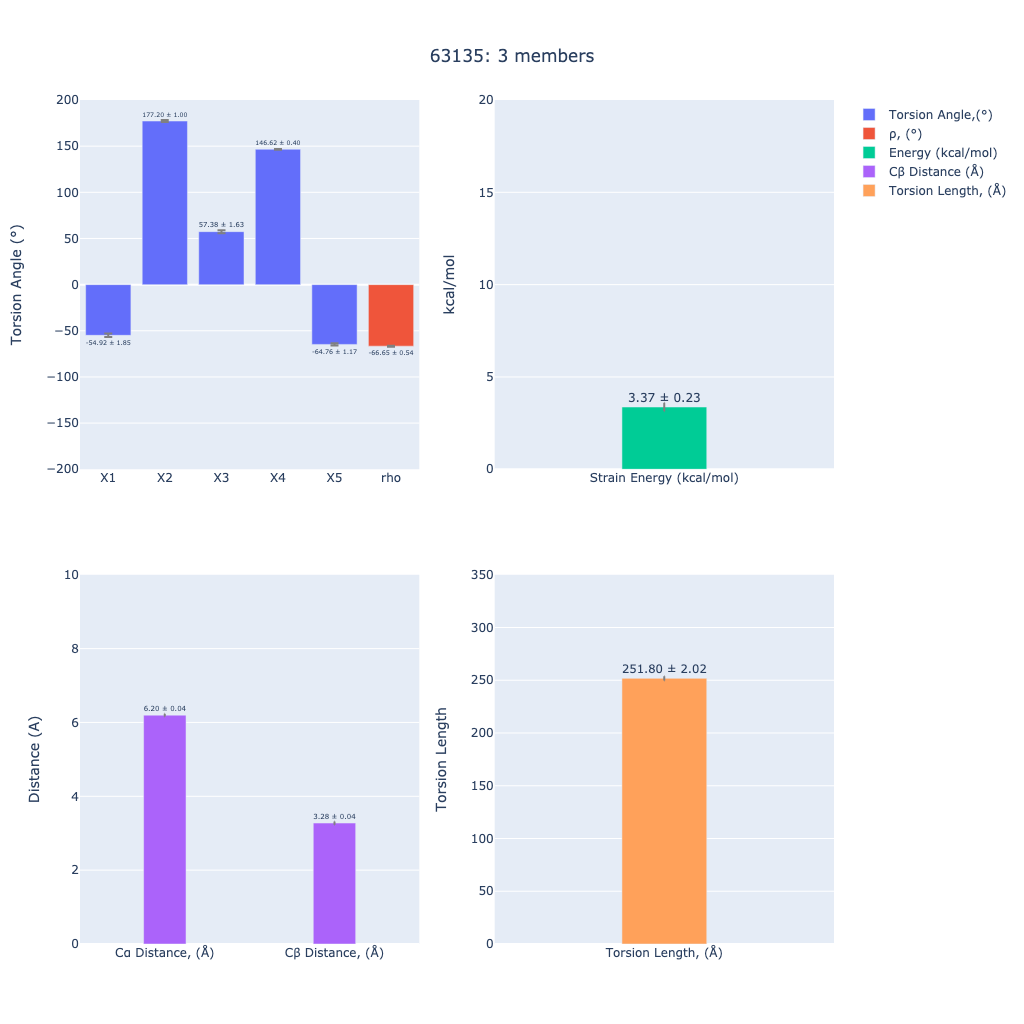 63135: 3 members
Torsion Angle (°)
200
150
100
50
0
−50
−100
−150
−200
177.20 ± 1.00
146.62 ± 0.40
57.38 ± 1.63
-54.92 ± 1.85
-64.76 ± 1.17
-66.65 ± 0.54
X1 X2 X3 X4 X5 rho
kcal/mol
20
15
10
5
0
3.37 ± 0.23
Strain Energy (kcal/mol)
Torsion Angle,(°)
ρ, (°)
Energy (kcal/mol)
Cβ Distance (Å)
Torsion Length, (Å)
Distance (A)
10
8
6
4
2
0
6.20 ± 0.04
3.28 ± 0.04
Cα Distance, (Å) Cβ Distance, (Å)
Torsion Length
350
300
250
200
150
100
50
0
251.80 ± 2.02
Torsion Length, (Å)